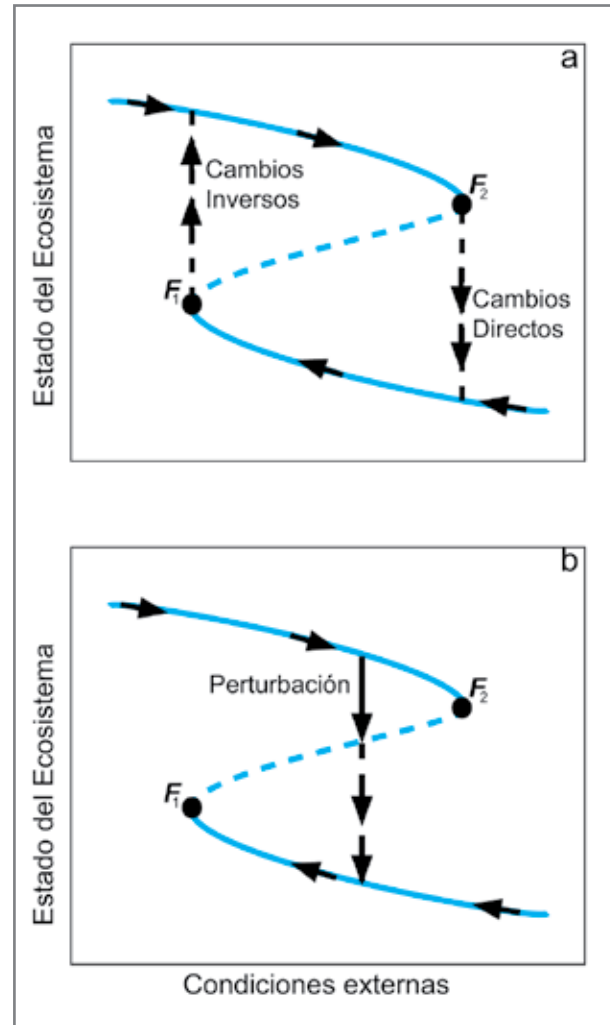 a
Estado del Ecosistema
Cambios
Inversos
F2
F1
Cambios
Directos
b
Estado del Ecosistema
Perturbación
F2
F1
Condiciones externas